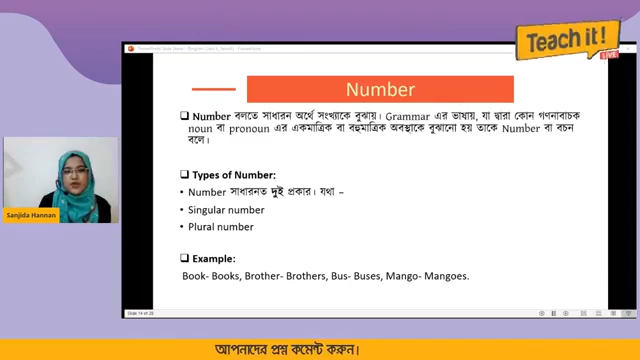 Teach it!
LIVE
Number
Number বলতে সাধারন অর্থে সংখ্যাকে বুঝায়। Grammar এর ভাষায়, যা দ্বারা কোন গণনাবাচক
noun বা pronoun এর একমাত্রিক বা বহুমাত্রিক অবস্থাকে বুঝানো হয় তাকে Number বা বচন
বলে।
Types of Number:
Number সাধারনত দুই প্রকার। যথা –
Singular number
Plural number
Sanjida Hannan
Example:
Book- Books, Brother- Brothers, Bus- Buses, Mango- Mangoes.
আপনাদের প্রশ্ন কমেন্ট করুন।